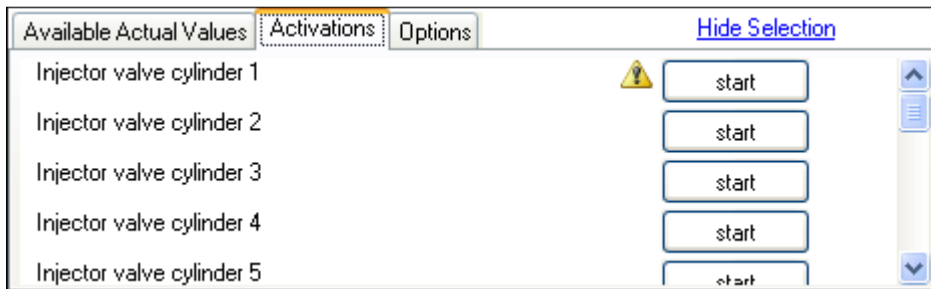 Available Actual Values Activations Options Hide Selection
Injector valve cylinder 1 start
Injector valve cylinder 2 start
Injector valve cylinder 3 start
Injector valve cylinder 4 start
Injector valve cylinder 5 start